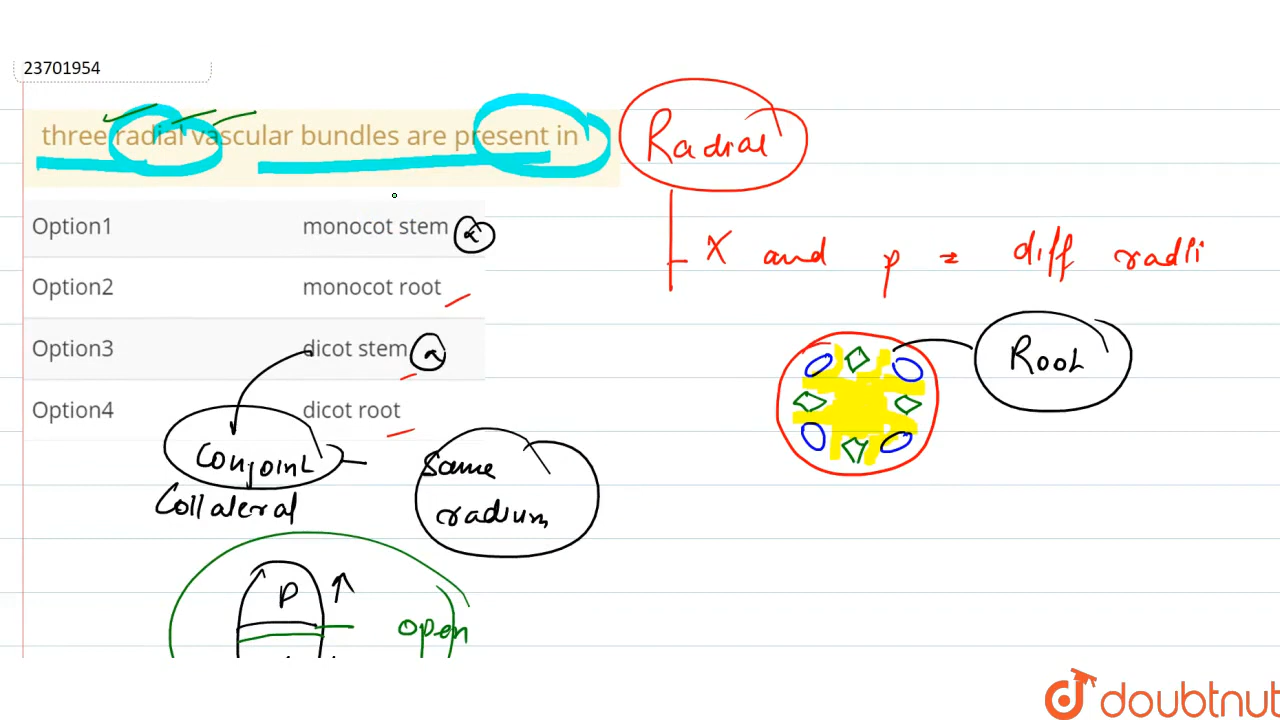 23701954
three radial vascular bundles are present in
Radial
Option1 monocot stem
X and p = diff radii
Option2 monocot root
Option3 dicot stem
Root
Option4 dicot root
Conjoint
Same
Collateral
radium
P
open
doubtnut